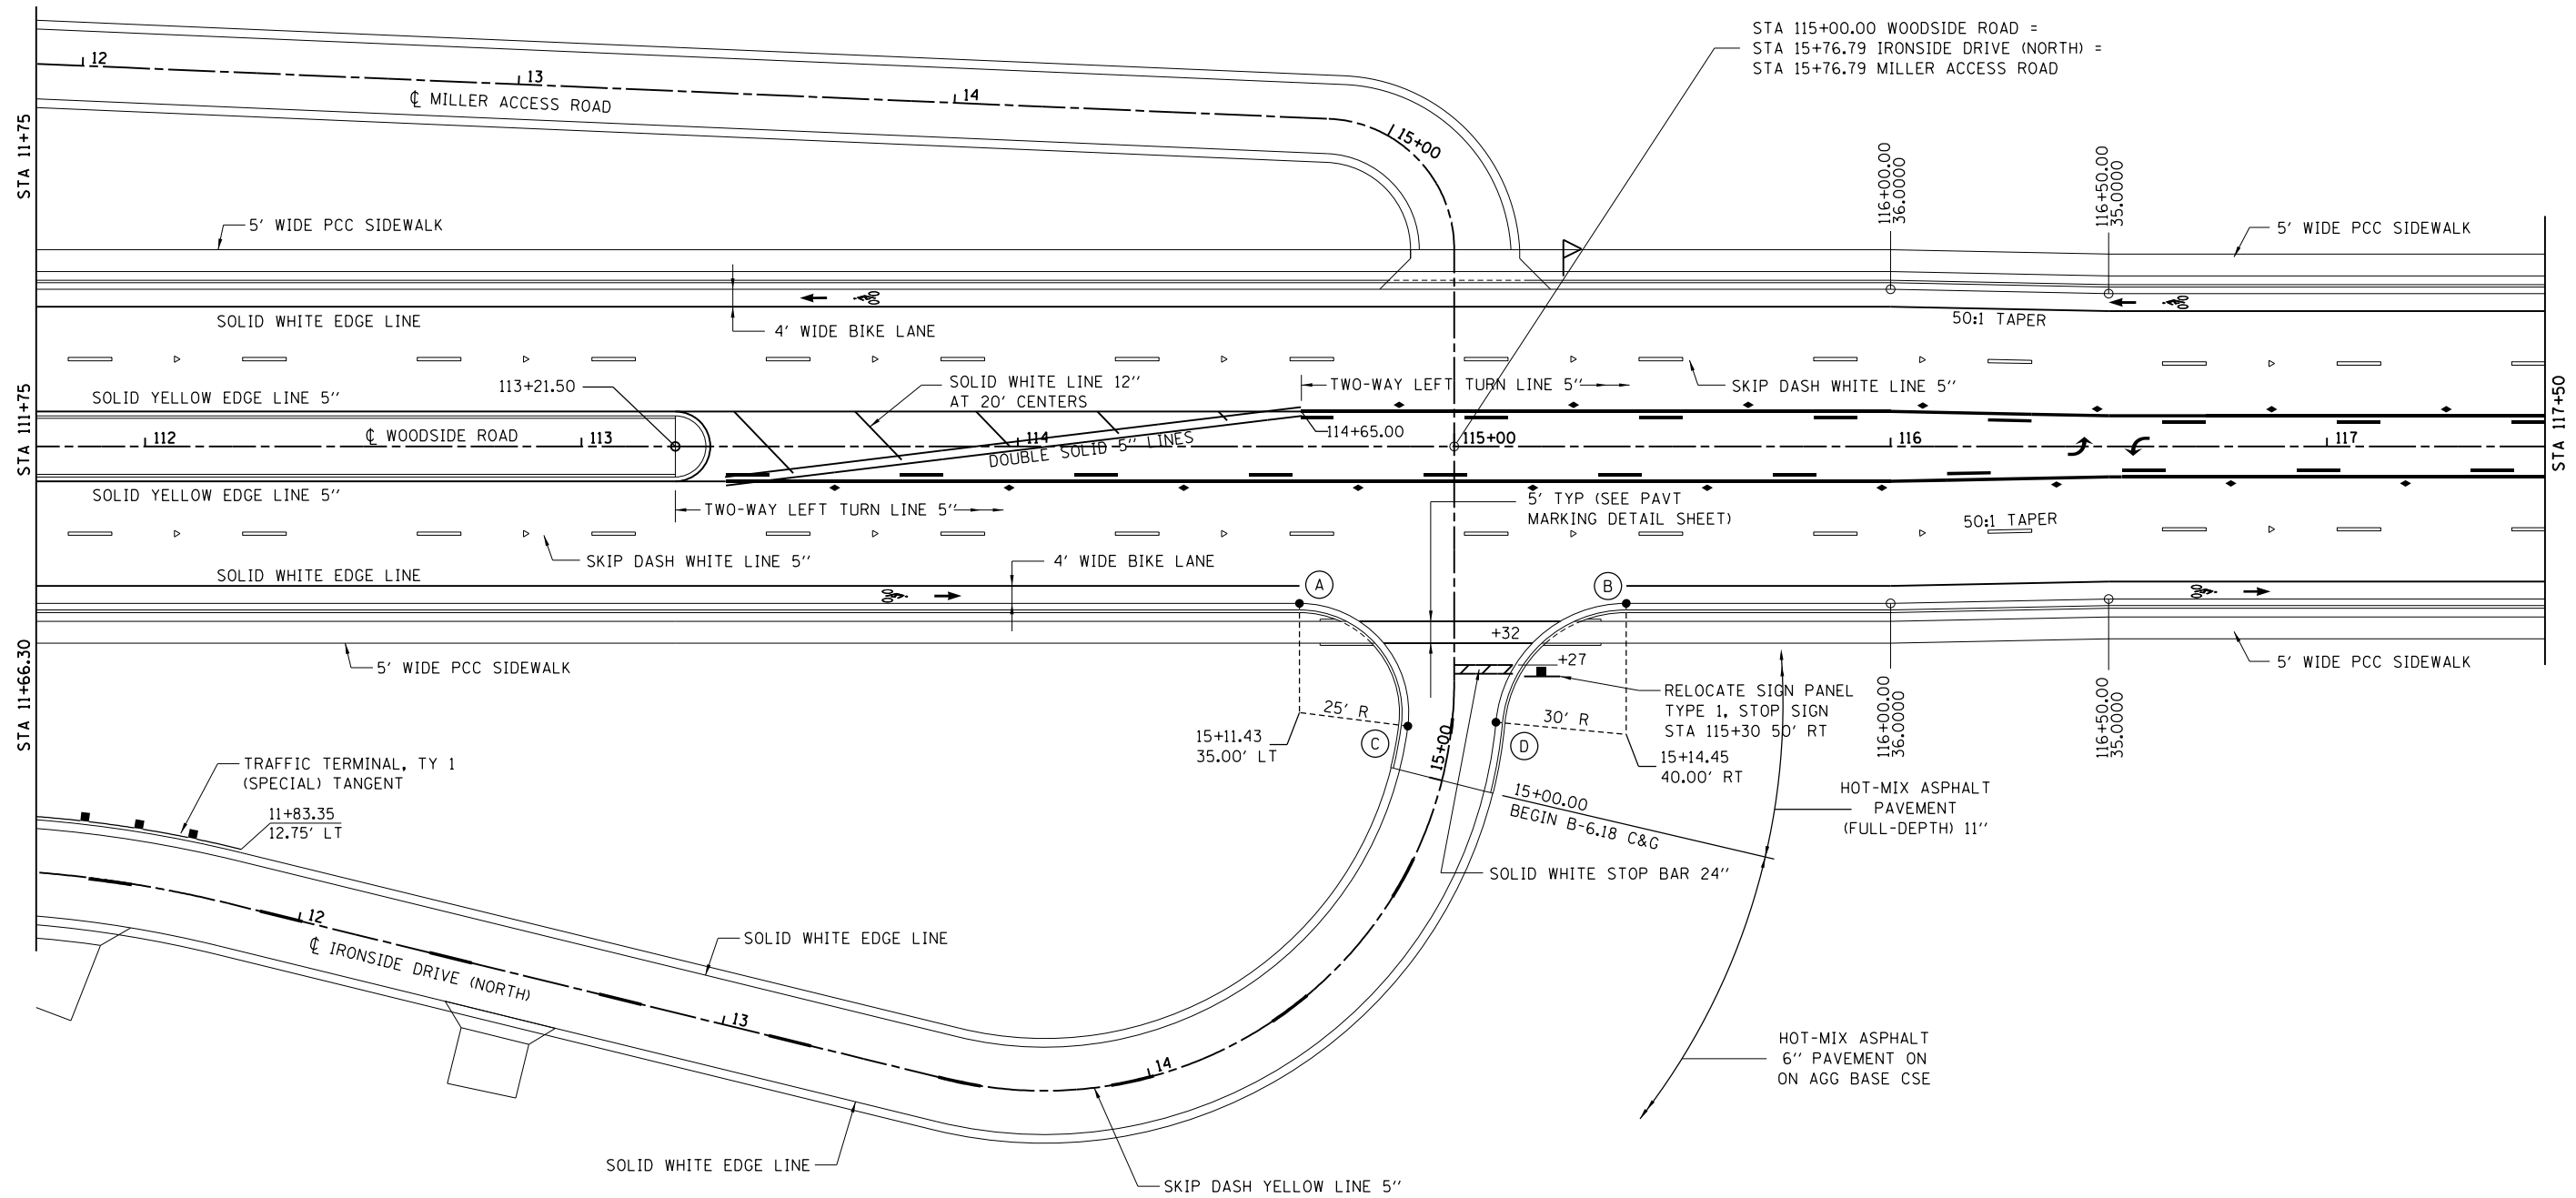 STA 115+00.00 WOODSIDE ROAD =
STA 15+76.79 IRONSIDE DRIVE (NORTH) =
STA 15+76.79 MILLER ACCESS ROAD
12
13
14
15+00
℄ MILLER ACCESS ROAD
STA 11+75
116+00.00
36.0000
116+50.00
35.0000
5' WIDE PCC SIDEWALK
5' WIDE PCC SIDEWALK
SOLID WHITE EDGE LINE
4' WIDE BIKE LANE
50:1 TAPER
113+21.50
SOLID WHITE LINE 12''
AT 20' CENTERS
TWO-WAY LEFT TURN LINE 5''
SKIP DASH WHITE LINE 5''
SOLID YELLOW EDGE LINE 5''
STA 111+75
STA 117+50
112
℄ WOODSIDE ROAD
113
114
114+65.00
115+00
116
117
DOUBLE SOLID 5'' LINES
SOLID YELLOW EDGE LINE 5''
TWO-WAY LEFT TURN LINE 5''
5' TYP (SEE PAVT
MARKING DETAIL SHEET)
50:1 TAPER
SKIP DASH WHITE LINE 5''
4' WIDE BIKE LANE
SOLID WHITE EDGE LINE
A
B
+32
+27
5' WIDE PCC SIDEWALK
5' WIDE PCC SIDEWALK
STA 11+66.30
RELOCATE SIGN PANEL
TYPE 1, STOP SIGN
STA 115+30 50' RT
116+00.00
36.0000
116+50.00
35.0000
25' R
30' R
C
D
15+11.43
35.00' LT
15+14.45
40.00' RT
15+00
15+00.00
BEGIN B-6.18 C&G
HOT-MIX ASPHALT
PAVEMENT
(FULL-DEPTH) 11''
TRAFFIC TERMINAL, TY 1
(SPECIAL) TANGENT
11+83.35
12.75' LT
SOLID WHITE STOP BAR 24''
12
℄ IRONSIDE DRIVE (NORTH)
13
14
SOLID WHITE EDGE LINE
HOT-MIX ASPHALT
6'' PAVEMENT ON
ON AGG BASE CSE
SOLID WHITE EDGE LINE
SKIP DASH YELLOW LINE 5''